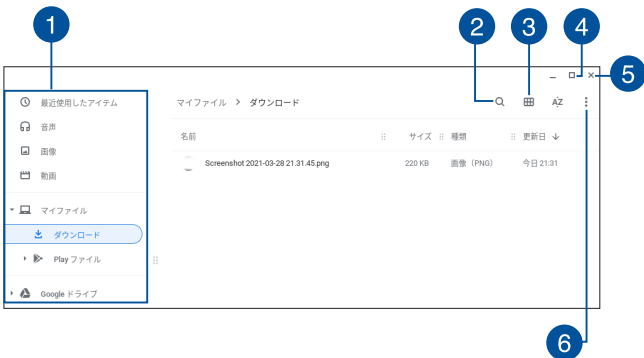 1
2
3
4
5
6
最近使用したアイテム
音声
画像
動画
マイファイル
ダウンロード
Play ファイル
Google ドライブ
マイファイル > ダウンロード
AZ
名前 サイズ 種類 更新日
Screenshot 2021-03-28 21.31.45.png 220 KB 画像（PNG） 今日 21:31